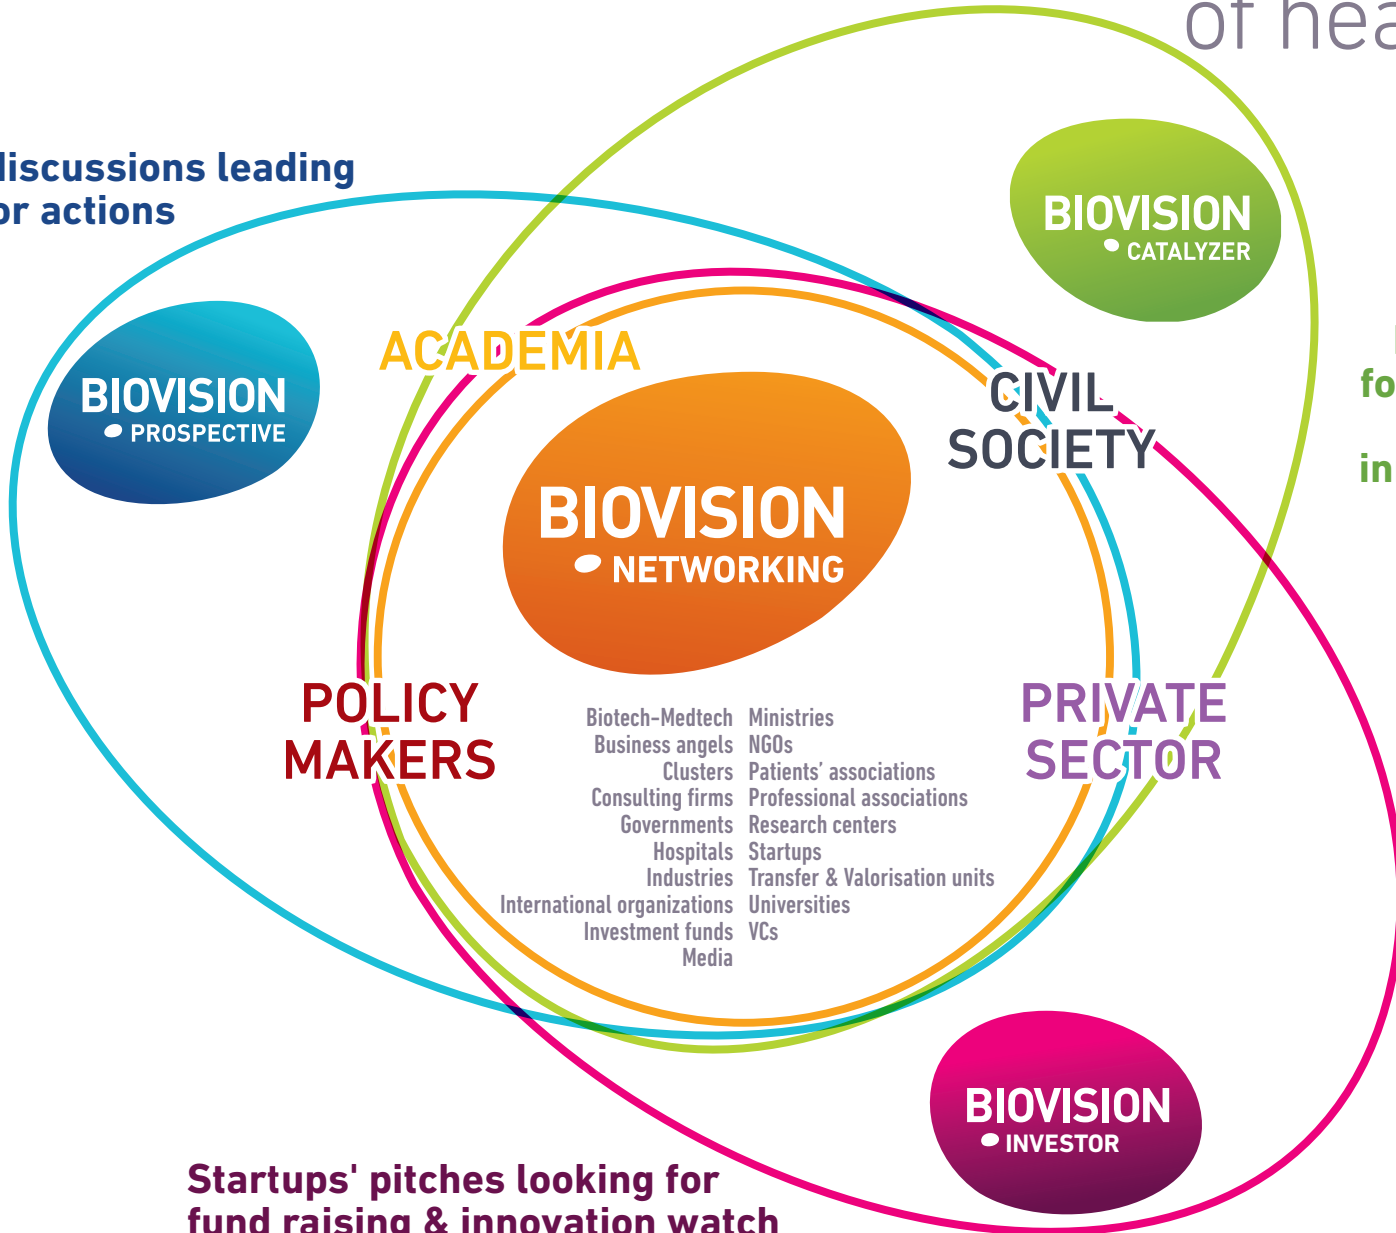 of hea
discussions leading
or actions
BIOVISION
CATALYZER
BIOVISION
PROSPECTIVE
ACADEMIA
CIVIL
SOCIETY
fo
in
BIOVISION
NETWORKING
POLICY
MAKERS
PRIVATE
SECTOR
Biotech-Medtech Ministries
Business angels NGOs
Clusters Patients' associations
Consulting firms Professional associations
Governments Research centers
Hospitals Startups
Industries Transfer & Valorisation units
International organizations Universities
Investment funds VCs
Media
BIOVISION
INVESTOR
Startups' pitches looking for
fund raising & innovation watch